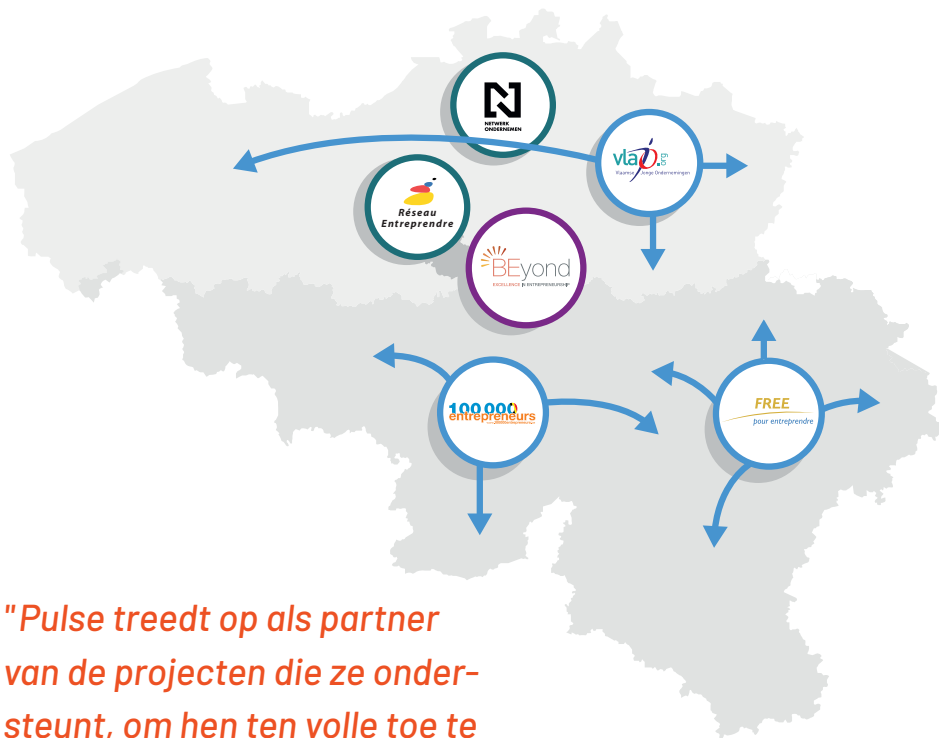 NETWERK
ONDERNEMEN
vlajo.org
Vlaamse Jonge Ondernemingen
Réseau
Entreprendre
BEyond
EXCELLENCE IN ENTREPRENEURSHIP
100 000
entrepreneurs
FREE
pour entreprendre
"Pulse treedt op als partner
van de projecten die ze onder-
steunt, om hen ten volle toe te